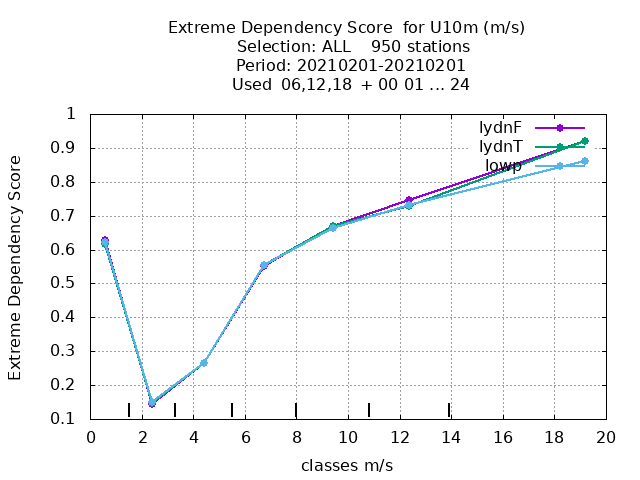 Extreme Dependency Score  for U10m (m/s)
Selection: ALL    950 stations
Period: 20210201-20210201
Used  06,12,18  + 00 01 ... 24
Extreme Dependency Score
1
0.9
0.8
0.7
0.6
0.5
0.4
0.3
0.2
0.1
lydnF
lydnT
lowp
0 2 4 6 8 10 12 14 16 18 20
classes m/s